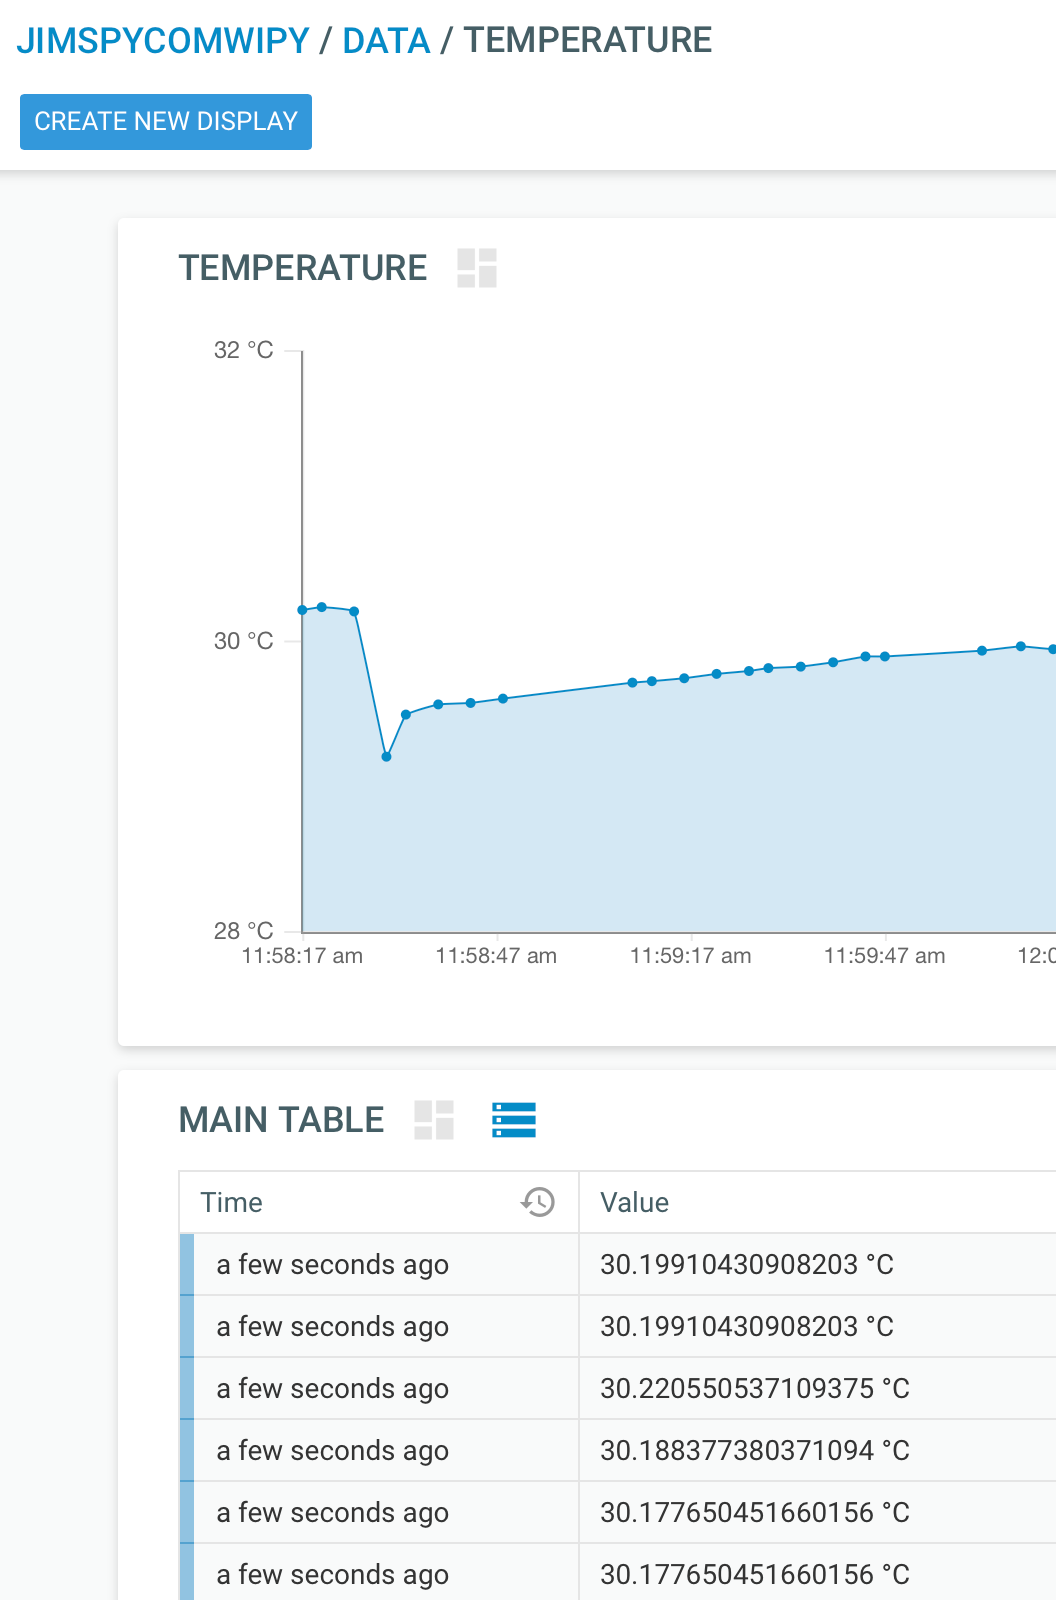 JIMSPYCOMWIPY / DATA / TEMPERATURE
CREATE NEW DISPLAY
TEMPERATURE
32 °C
30 °C
28 °C
11:58:17 am 11:58:47 am 11:59:17 am 11:59:47 am
MAIN TABLE
Time Value
a few seconds ago 30.19910430908203 °C
a few seconds ago 30.19910430908203 °C
a few seconds ago 30.220550537109375 °C
a few seconds ago 30.188377380371094 °C
a few seconds ago 30.177650451660156 °C
a few seconds ago 30.177650451660156 °C